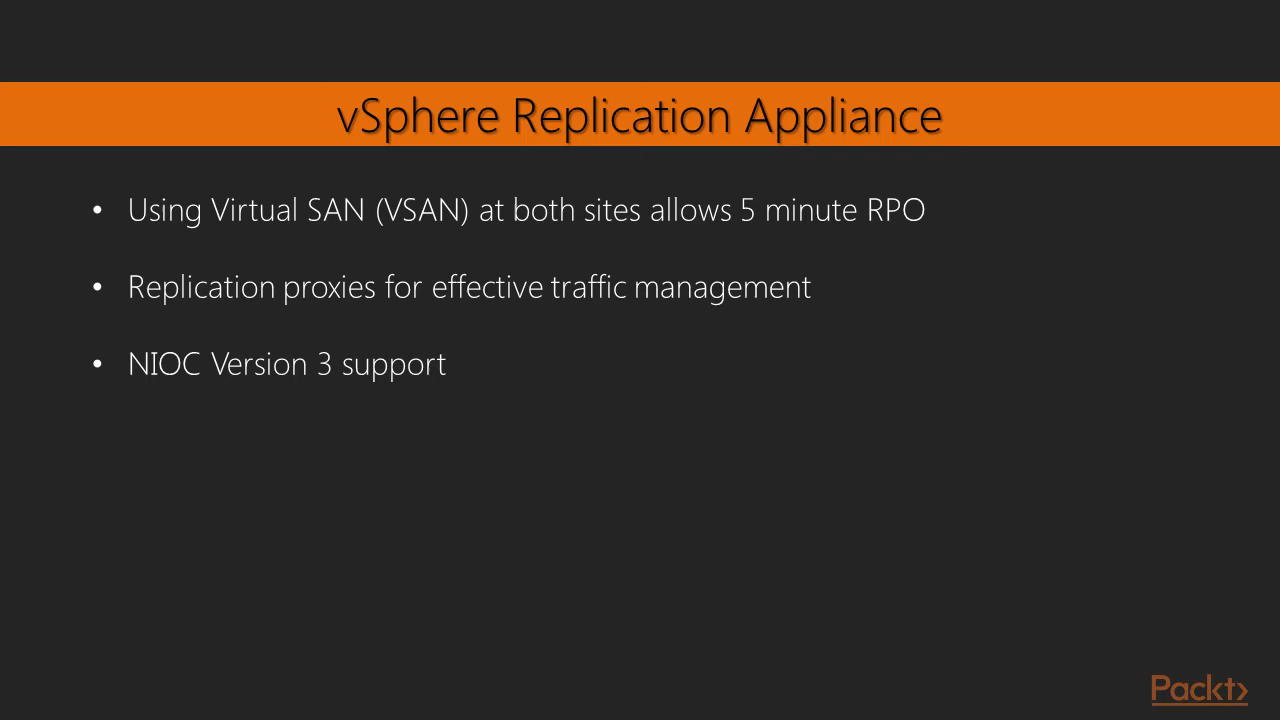 vSphere Replication Appliance
• Using Virtual SAN (VSAN) at both sites allows 5 minute RPO
• Replication proxies for effective traffic management
• NIOC Version 3 support
Packt>